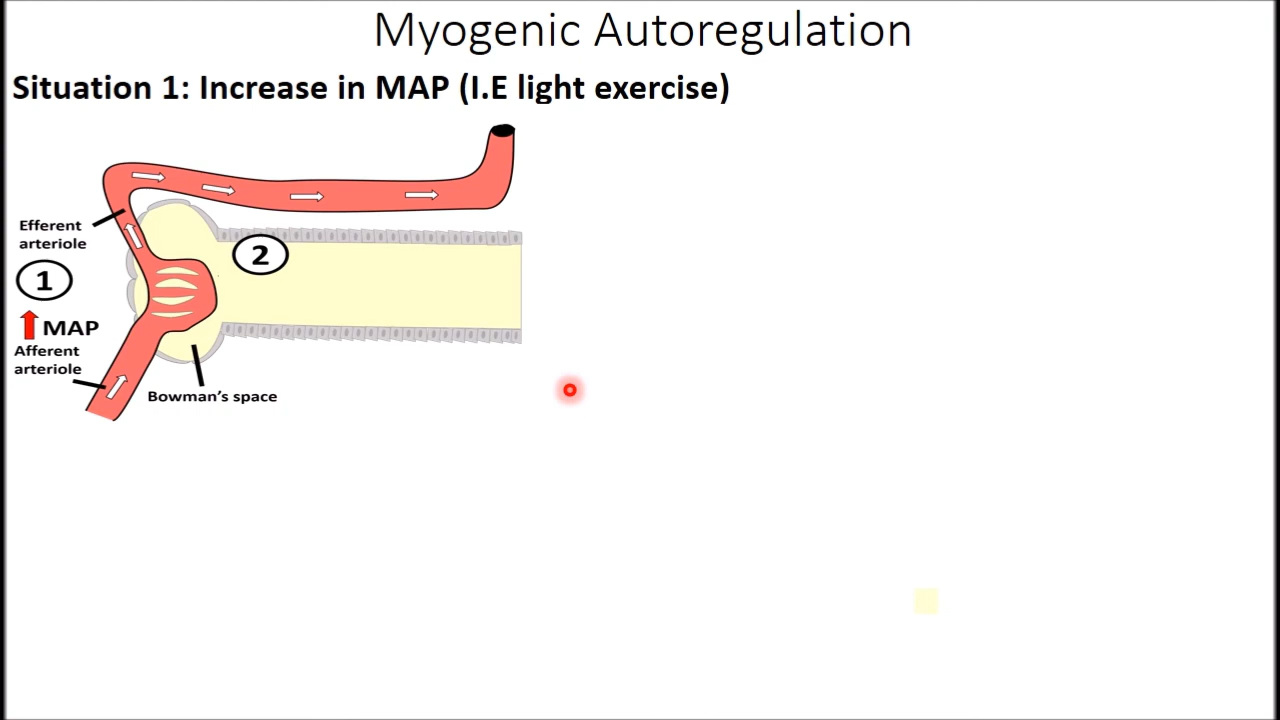 Myogenic Autoregulation
Situation 1: Increase in MAP (I.E light exercise)
Efferent
arteriole
1
MAP
Afferent
arteriole
2
Bowman's space